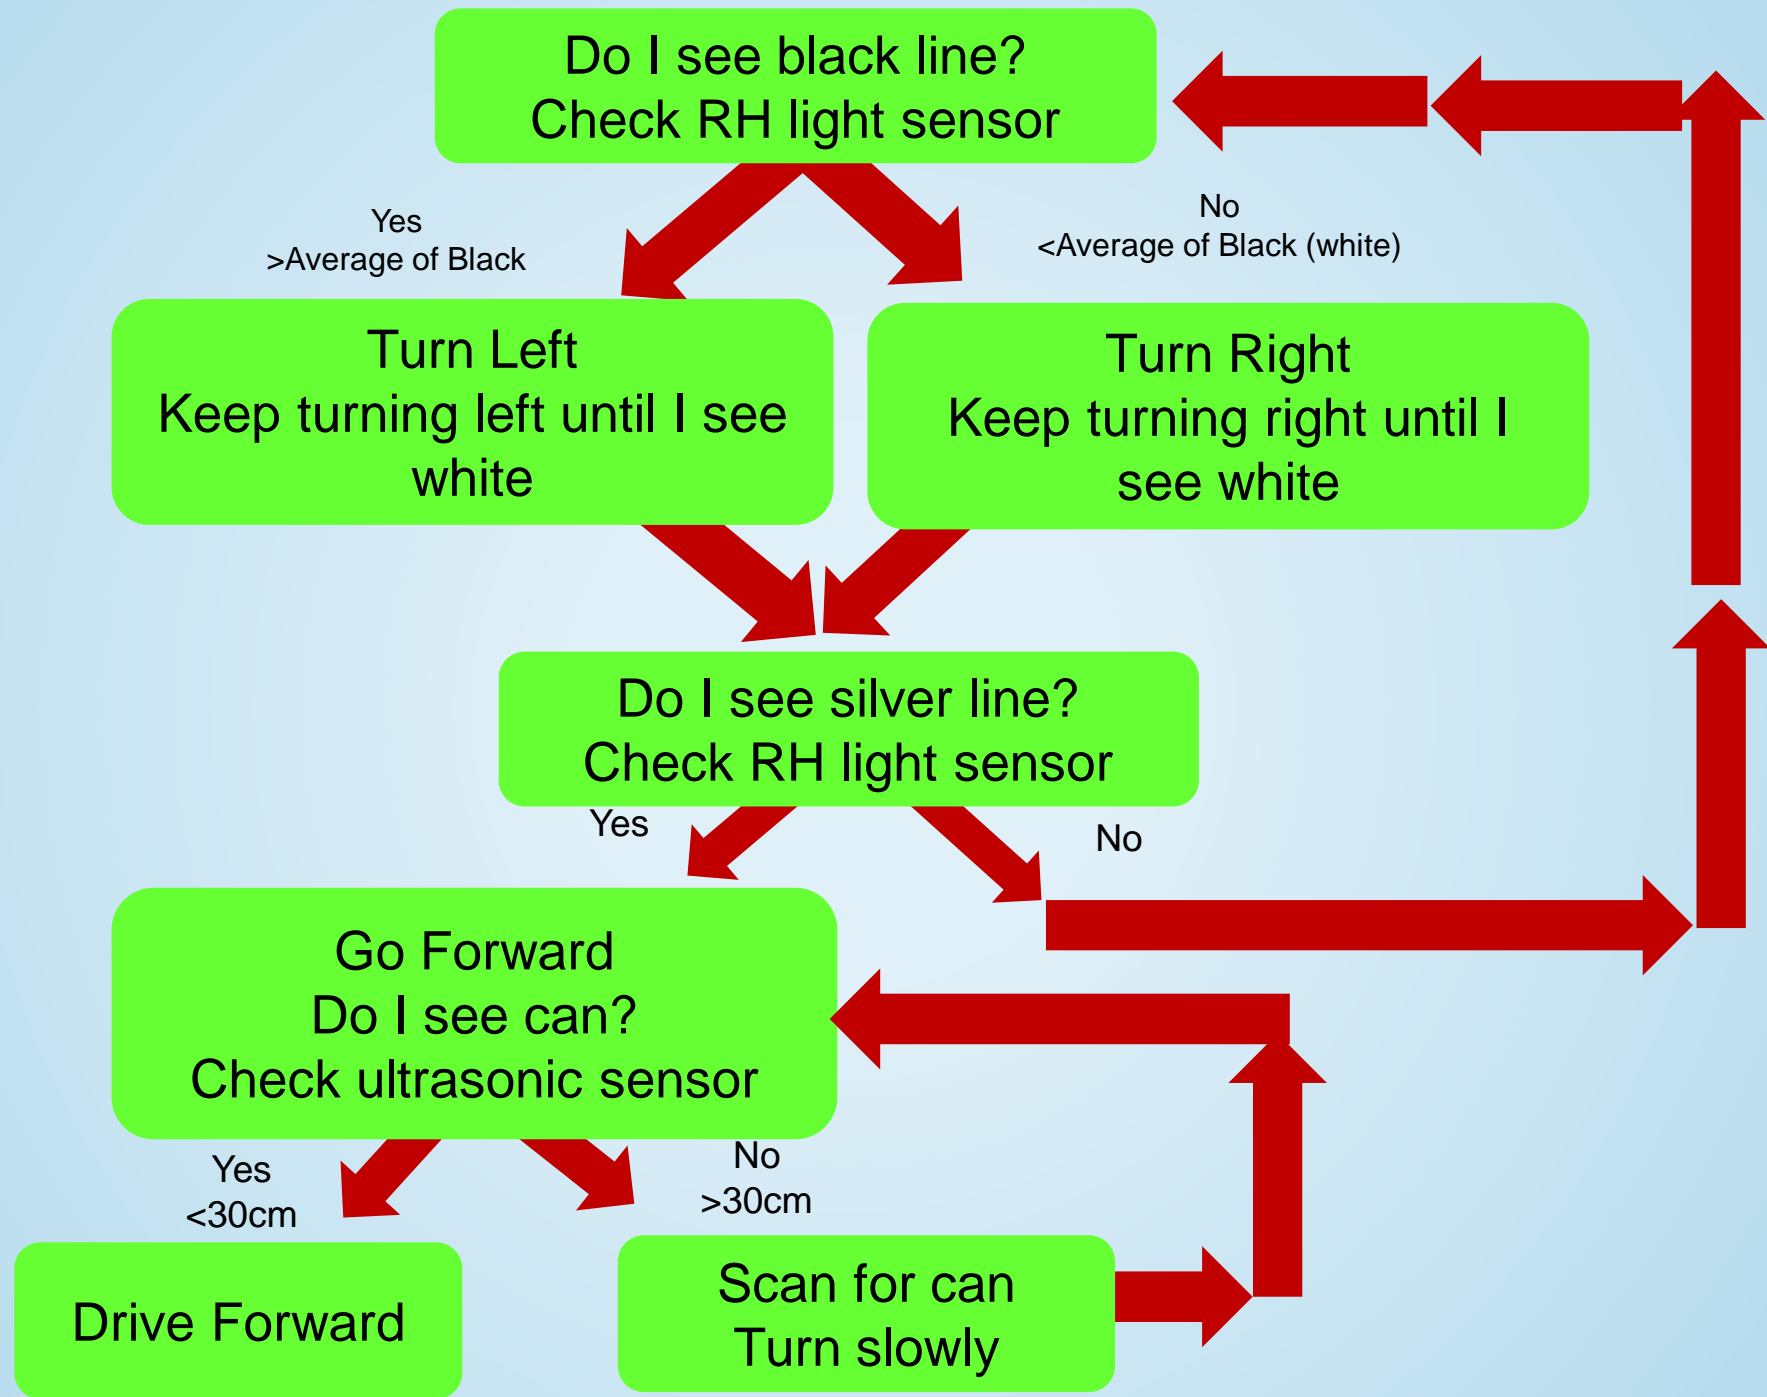 Do I see black line?
Check RH light sensor
Yes
>Average of Black
No
<Average of Black (white)
Turn Left
Keep turning left until I see
white
Turn Right
Keep turning right until I
see white
Do I see silver line?
Check RH light sensor
Yes
No
Go Forward
Do I see can?
Check ultrasonic sensor
Yes
<30cm
No
>30cm
Drive Forward
Scan for can
Turn slowly